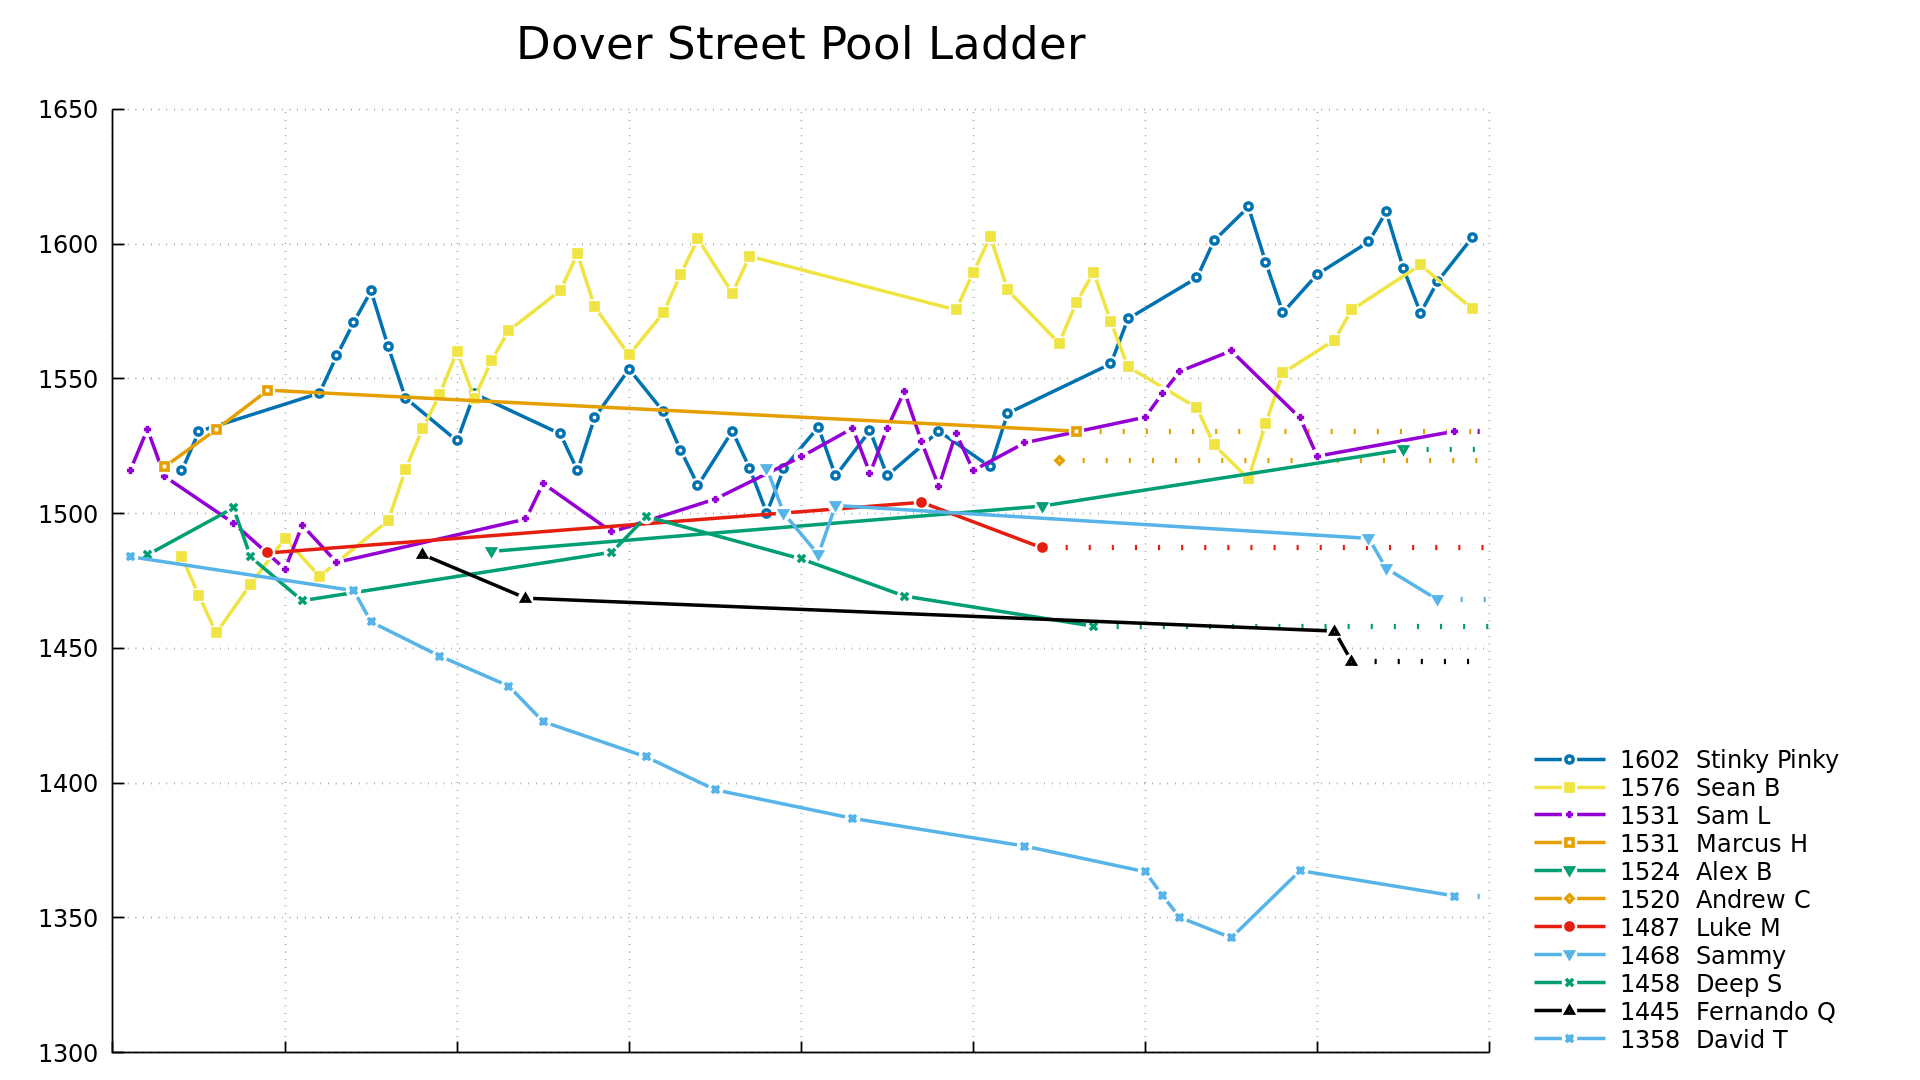 Dover Street Pool Ladder
1650
1600
1550
1500
1450
1400
1350
1300
1602 Stinky Pinky
1576 Sean B
1531 Sam L
1531 Marcus H
1524 Alex B
1520 Andrew C
1487 Luke M
1468 Sammy
1458 Deep S
1445 Fernando Q
1358 David T